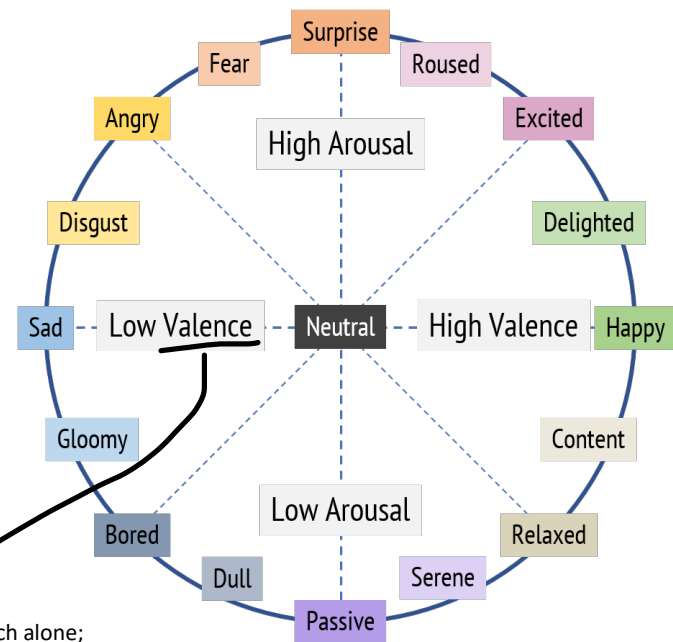 Surprise
Fear
Roused
Angry
Excited
High Arousal
Disgust
Delighted
Sad
Low Valence
Neutral
High Valence
Happy
Gloomy
Content
Low Arousal
Bored
Relaxed
Dull
Serene
Passive
ch alone;